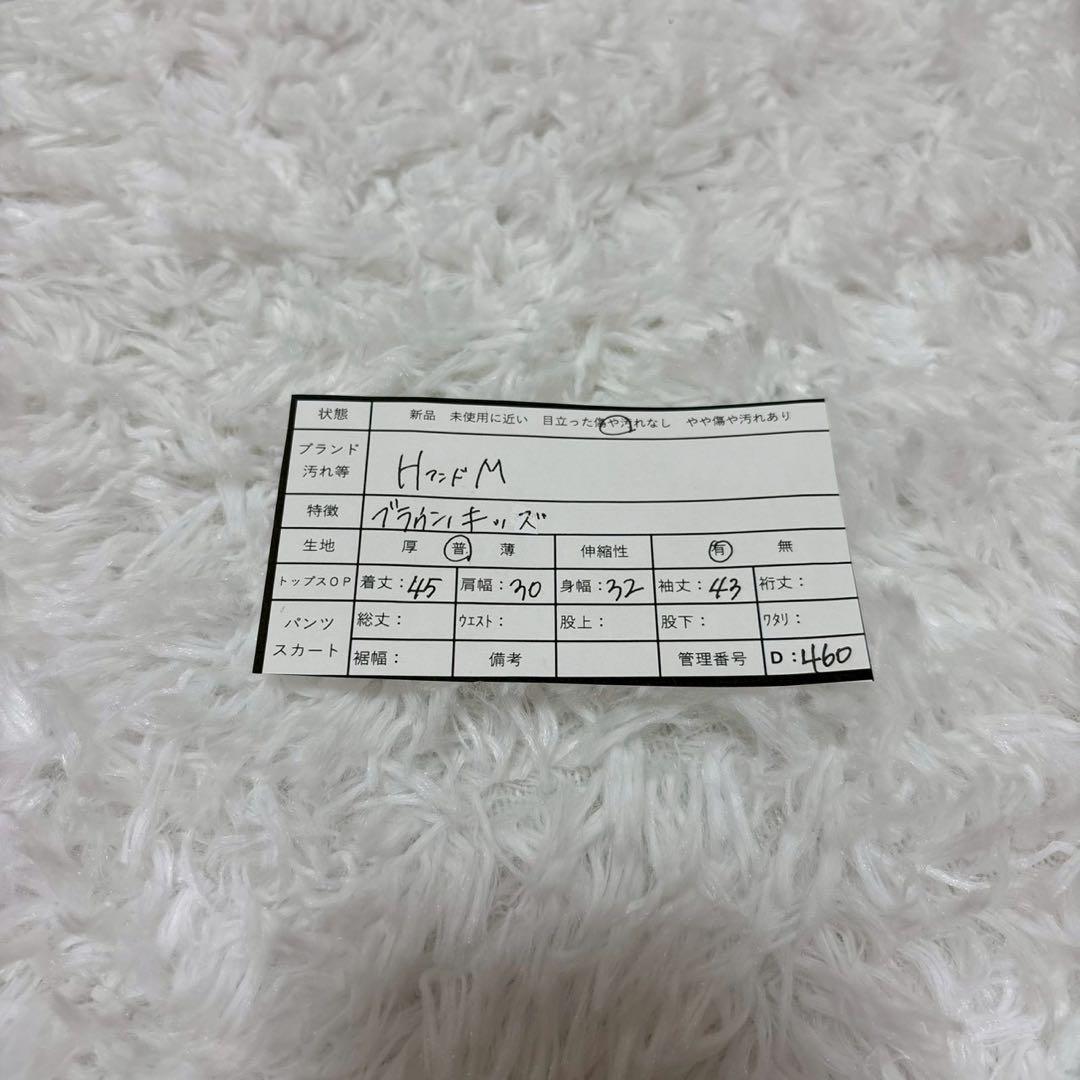 状態 新品 未使用に近い 目立った傷や汚れなし やや傷や汚れあり
ブランド
汚れ等 HアンドM
特徴 ブラウン キッズ
生地 厚 普 薄 伸縮性 有 無
トップスOP 着丈:45 肩幅:30 身幅:32 袖丈:43 裄丈:
パンツ 総丈: ウエスト: 股上: 股下: ワタリ:
スカート 裾幅: 備考 管理番号 D:460